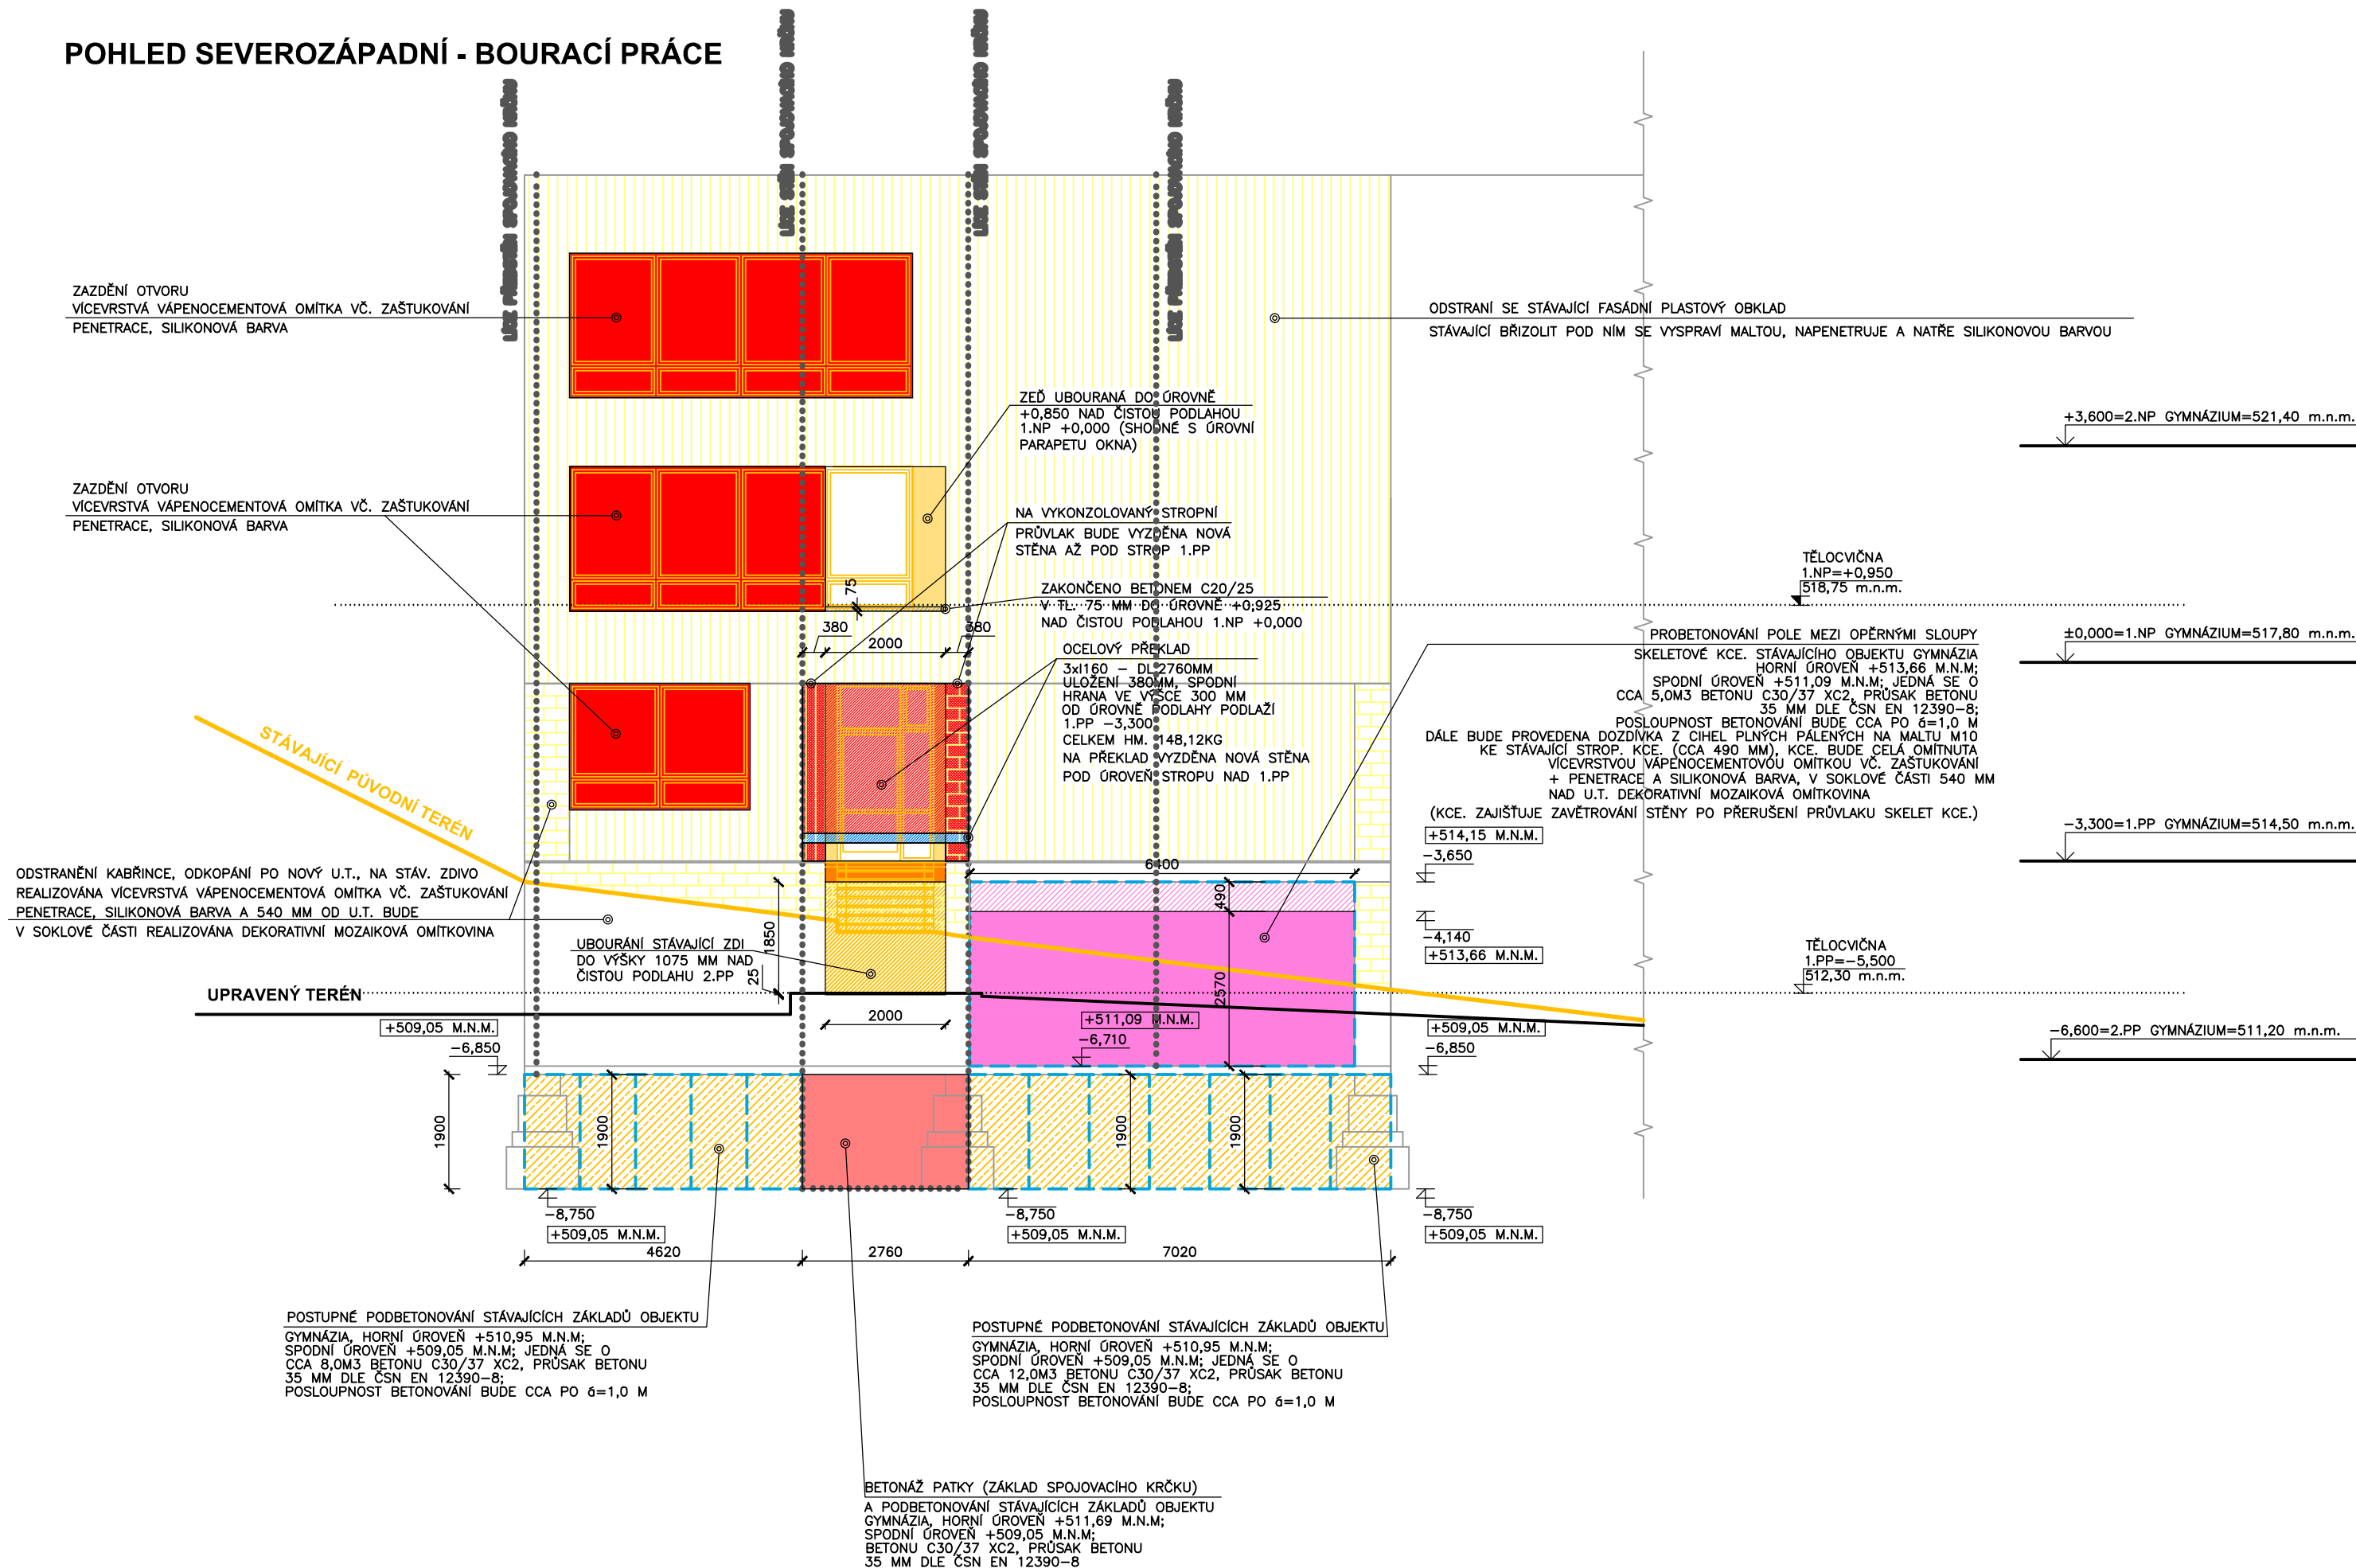 POHLED SEVEROZÁPADNÍ - BOURACÍ PRÁCE
ZAZDĚNÍ OTVORU
VÍCEVRSTVÁ VÁPENOCEMENTOVÁ OMÍTKA VČ. ZAŠTUKOVÁNÍ
PENETRACE, SILIKONOVÁ BARVA
ODSTRANÍ SE STÁVAJÍCÍ FASÁDNÍ PLASTOVÝ OBKLAD
STÁVAJÍCÍ BŘIZOLIT POD NÍM SE VYSPRAVÍ MALTOU, NAPENETRUJE A NATŘE SILIKONOVOU BARVOU
ZEĎ UBOURANÁ DO ÚROVNĚ
+0,850 NAD ČISTOU PODLAHOU
1.NP +0,000 (SHODNÉ S ÚROVNÍ
PARAPETU OKNA)
+3,600=2.NP GYMNÁZIUM=521,40 m.n.m.
ZAZDĚNÍ OTVORU
VÍCEVRSTVÁ VÁPENOCEMENTOVÁ OMÍTKA VČ. ZAŠTUKOVÁNÍ
PENETRACE, SILIKONOVÁ BARVA
NA VYKONZOLOVANÝ STROPNÍ
PRŮVLAK BUDE VYZDĚNA NOVÁ
STĚNA AŽ POD STROP 1.PP
TĚLOCVIČNA
1.NP=+0,950
518,75 m.n.m.
75
ZAKONČENO BETONEM C20/25
V TL. 75 MM DO ÚROVNĚ +0,925
NAD ČISTOU PODLAHOU 1.NP +0,000
380
2000
380
±0,000=1.NP GYMNÁZIUM=517,80 m.n.m.
OCELOVÝ PŘEKLAD
3xI160 – DL.2760MM
ULOŽENÍ 380MM, SPODNÍ
HRANA VE VÝŠCE 300 MM
OD ÚROVNĚ PODLAHY PODLAŽÍ
1.PP –3,300
CELKEM HM. 148,12KG
NA PŘEKLAD VYZDĚNA NOVÁ STĚNA
POD ÚROVEŇ STROPU NAD 1.PP
PROBETONOVÁNÍ POLE MEZI OPĚRNÝMI SLOUPY
SKELETOVÉ KCE. STÁVAJÍCÍHO OBJEKTU GYMNÁZIA
HORNÍ ÚROVEŇ +513,66 M.N.M;
SPODNÍ ÚROVEŇ +511,09 M.N.M; JEDNÁ SE O
CCA 5,0M3 BETONU C30/37 XC2, PRŮSAK BETONU
35 MM DLE ČSN EN 12390–8;
POSLOUPNOST BETONOVÁNÍ BUDE CCA PO á=1,0 M
DÁLE BUDE PROVEDENA DOZDÍVKA Z CIHEL PLNÝCH PÁLENÝCH NA MALTU M10
KE STÁVAJÍCÍ STROP. KCE. (CCA 490 MM), KCE. BUDE CELÁ OMÍTNUTA
VÍCEVRSTVOU VÁPENOCEMENTOVOU OMÍTKOU VČ. ZAŠTUKOVÁNÍ
+ PENETRACE A SILIKONOVÁ BARVA, V SOKLOVÉ ČÁSTI 540 MM
NAD U.T. DEKORATIVNÍ MOZAIKOVÁ OMÍTKOVINA
(KCE. ZAJIŠŤUJE ZAVĚTROVÁNÍ STĚNY PO PŘERUŠENÍ PRŮVLAKU SKELET KCE.)
STÁVAJÍCÍ PŮVODNÍ TERÉN
–3,300=1.PP GYMNÁZIUM=514,50 m.n.m.
+514,15 M.N.M.
–3,650
6400
490
ODSTRANĚNÍ KABŘINCE, ODKOPÁNÍ PO NOVÝ U.T., NA STÁV. ZDIVO
REALIZOVÁNA VÍCEVRSTVÁ VÁPENOCEMENTOVÁ OMÍTKA VČ. ZAŠTUKOVÁNÍ
PENETRACE, SILIKONOVÁ BARVA A 540 MM OD U.T. BUDE
V SOKLOVÉ ČÁSTI REALIZOVÁNA DEKORATIVNÍ MOZAIKOVÁ OMÍTKOVINA
1850
UBOURÁNÍ STÁVAJÍCÍ ZDI
DO VÝŠKY 1075 MM NAD
ČISTOU PODLAHU 2.PP
25
–4,140
+513,66 M.N.M.
TĚLOCVIČNA
1.PP=–5,500
512,30 m.n.m.
2570
UPRAVENÝ TERÉN
2000
+509,05 M.N.M.
–6,850
+511,09 M.N.M.
–6,710
+509,05 M.N.M.
–6,850
–6,600=2.PP GYMNÁZIUM=511,20 m.n.m.
1900
1900
1900
1900
–8,750
+509,05 M.N.M.
–8,750
+509,05 M.N.M.
–8,750
+509,05 M.N.M.
4620
2760
7020
POSTUPNÉ PODBETONOVÁNÍ STÁVAJÍCÍCH ZÁKLADŮ OBJEKTU
GYMNÁZIA, HORNÍ ÚROVEŇ +510,95 M.N.M;
SPODNÍ ÚROVEŇ +509,05 M.N.M; JEDNÁ SE O
CCA 8,0M3 BETONU C30/37 XC2, PRŮSAK BETONU
35 MM DLE ČSN EN 12390–8;
POSLOUPNOST BETONOVÁNÍ BUDE CCA PO á=1,0 M
POSTUPNÉ PODBETONOVÁNÍ STÁVAJÍCÍCH ZÁKLADŮ OBJEKTU
GYMNÁZIA, HORNÍ ÚROVEŇ +510,95 M.N.M;
SPODNÍ ÚROVEŇ +509,05 M.N.M; JEDNÁ SE O
CCA 12,0M3 BETONU C30/37 XC2, PRŮSAK BETONU
35 MM DLE ČSN EN 12390–8;
POSLOUPNOST BETONOVÁNÍ BUDE CCA PO á=1,0 M
BETONÁŽ PATKY (ZÁKLAD SPOJOVACÍHO KRČKU)
A PODBETONOVÁNÍ STÁVAJÍCÍCH ZÁKLADŮ OBJEKTU
GYMNÁZIA, HORNÍ ÚROVEŇ +511,69 M.N.M;
SPODNÍ ÚROVEŇ +509,05 M.N.M;
BETONU C30/37 XC2, PRŮSAK BETONU
35 MM DLE ČSN EN 12390–8